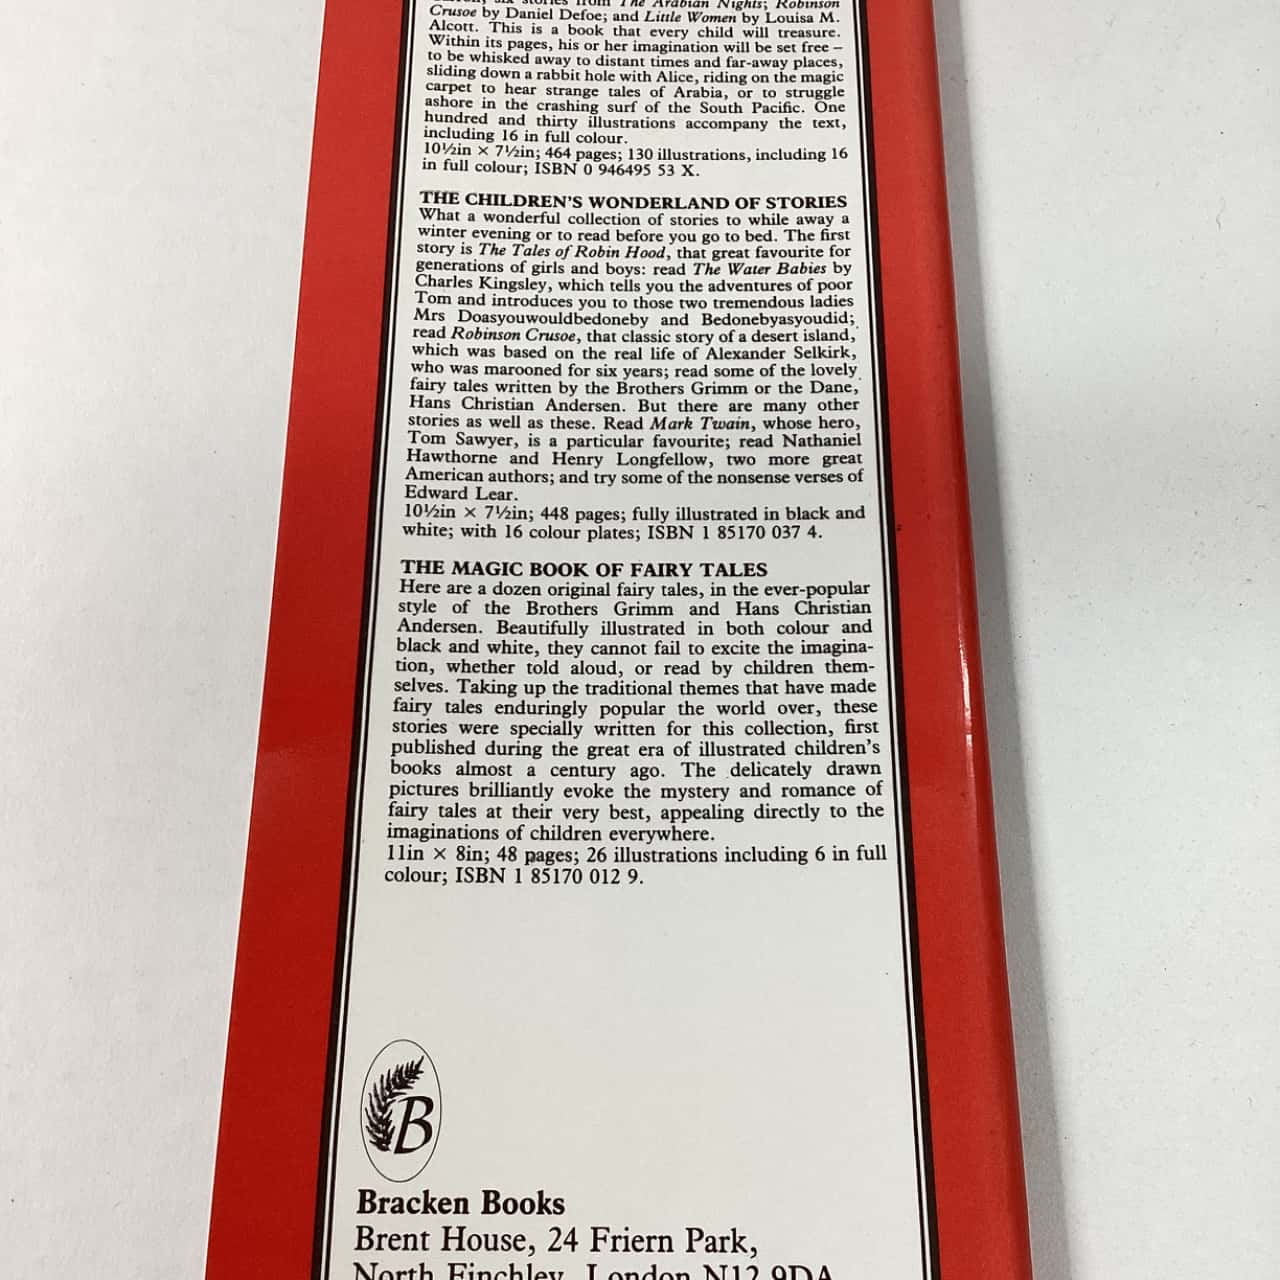 six stories from The Arabian Nights; Robinson
Crusoe by Daniel Defoe; and Little Women by Louisa M.
Alcott. This is a book that every child will treasure.
Within its pages, his or her imagination will be set free –
to be whisked away to distant times and far-away places,
sliding down a rabbit hole with Alice, riding on the magic
carpet to hear strange tales of Arabia, or to struggle
ashore in the crashing surf of the South Pacific. One
hundred and thirty illustrations accompany the text,
including 16 in full colour.
10½in × 7½in; 464 pages; 130 illustrations, including 16
in full colour; ISBN 0 946495 53 X.
THE CHILDREN'S WONDERLAND OF STORIES
What a wonderful collection of stories to while away a
winter evening or to read before you go to bed. The first
story is The Tales of Robin Hood, that great favourite for
generations of girls and boys: read The Water Babies by
Charles Kingsley, which tells you the adventures of poor
Tom and introduces you to those two tremendous ladies
Mrs Doasyouwouldbedoneby and Bedonebyasyoudid;
read Robinson Crusoe, that classic story of a desert island,
which was based on the real life of Alexander Selkirk,
who was marooned for six years; read some of the lovely
fairy tales written by the Brothers Grimm or the Dane,
Hans Christian Andersen. But there are many other
stories as well as these. Read Mark Twain, whose hero,
Tom Sawyer, is a particular favourite; read Nathaniel
Hawthorne and Henry Longfellow, two more great
American authors; and try some of the nonsense verses of
Edward Lear.
10½in × 7½in; 448 pages; fully illustrated in black and
white; with 16 colour plates; ISBN 1 85170 037 4.
THE MAGIC BOOK OF FAIRY TALES
Here are a dozen original fairy tales, in the ever-popular
style of the Brothers Grimm and Hans Christian
Andersen. Beautifully illustrated in both colour and
black and white, they cannot fail to excite the imagina-
tion, whether told aloud, or read by children them-
selves. Taking up the traditional themes that have made
fairy tales enduringly popular the world over, these
stories were specially written for this collection, first
published during the great era of illustrated children's
books almost a century ago. The delicately drawn
pictures brilliantly evoke the mystery and romance of
fairy tales at their very best, appealing directly to the
imaginations of children everywhere.
11in × 8in; 48 pages; 26 illustrations including 6 in full
colour; ISBN 1 85170 012 9.
B
Bracken Books
Brent House, 24 Friern Park,
North Finchley, London N12 9DA